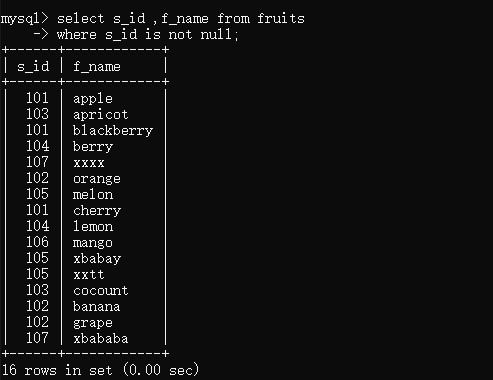 mysql> select s_id ,f_name from fruits
    -> where s_id is not null;
+------+------------+
| s_id | f_name     |
+------+------------+
|  101 | apple      |
|  103 | apricot    |
|  101 | blackberry |
|  104 | berry      |
|  107 | xxxx       |
|  102 | orange     |
|  105 | melon      |
|  101 | cherry     |
|  104 | lemon      |
|  106 | mango      |
|  105 | xbabay     |
|  105 | xxtt       |
|  103 | cocount    |
|  102 | banana     |
|  102 | grape      |
|  107 | xbababa    |
+------+------------+
16 rows in set (0.00 sec)